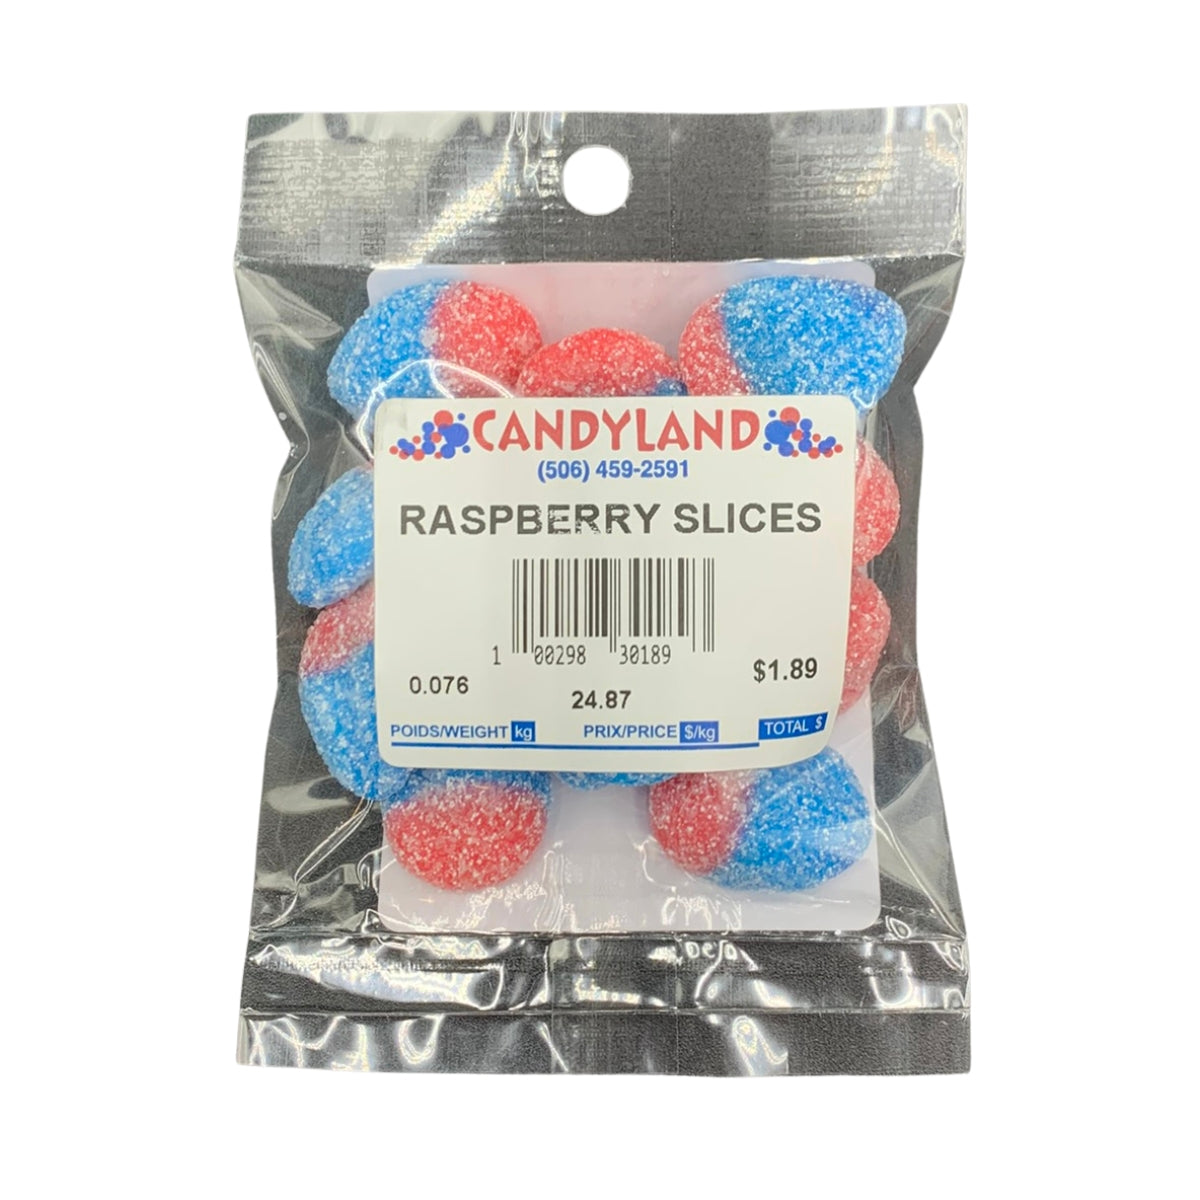 CANDYLAND
(506) 459-2591
RASPBERRY SLICES
1 00298 30189
0.076 24.87 $1.89
POIDS/WEIGHT kg PRIX/PRICE $/kg TOTAL $